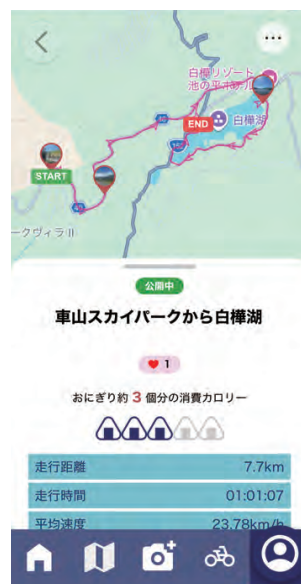 白樺リゾート
池の平ホテル
40
END
白樺湖
152
START
40
ークヴィラⅡ
公開中
車山スカイパークから白樺湖
1
おにぎり約 3 個分の消費カロリー
走行距離 7.7km
走行時間 01:01:07
平均速度 23.78km/h